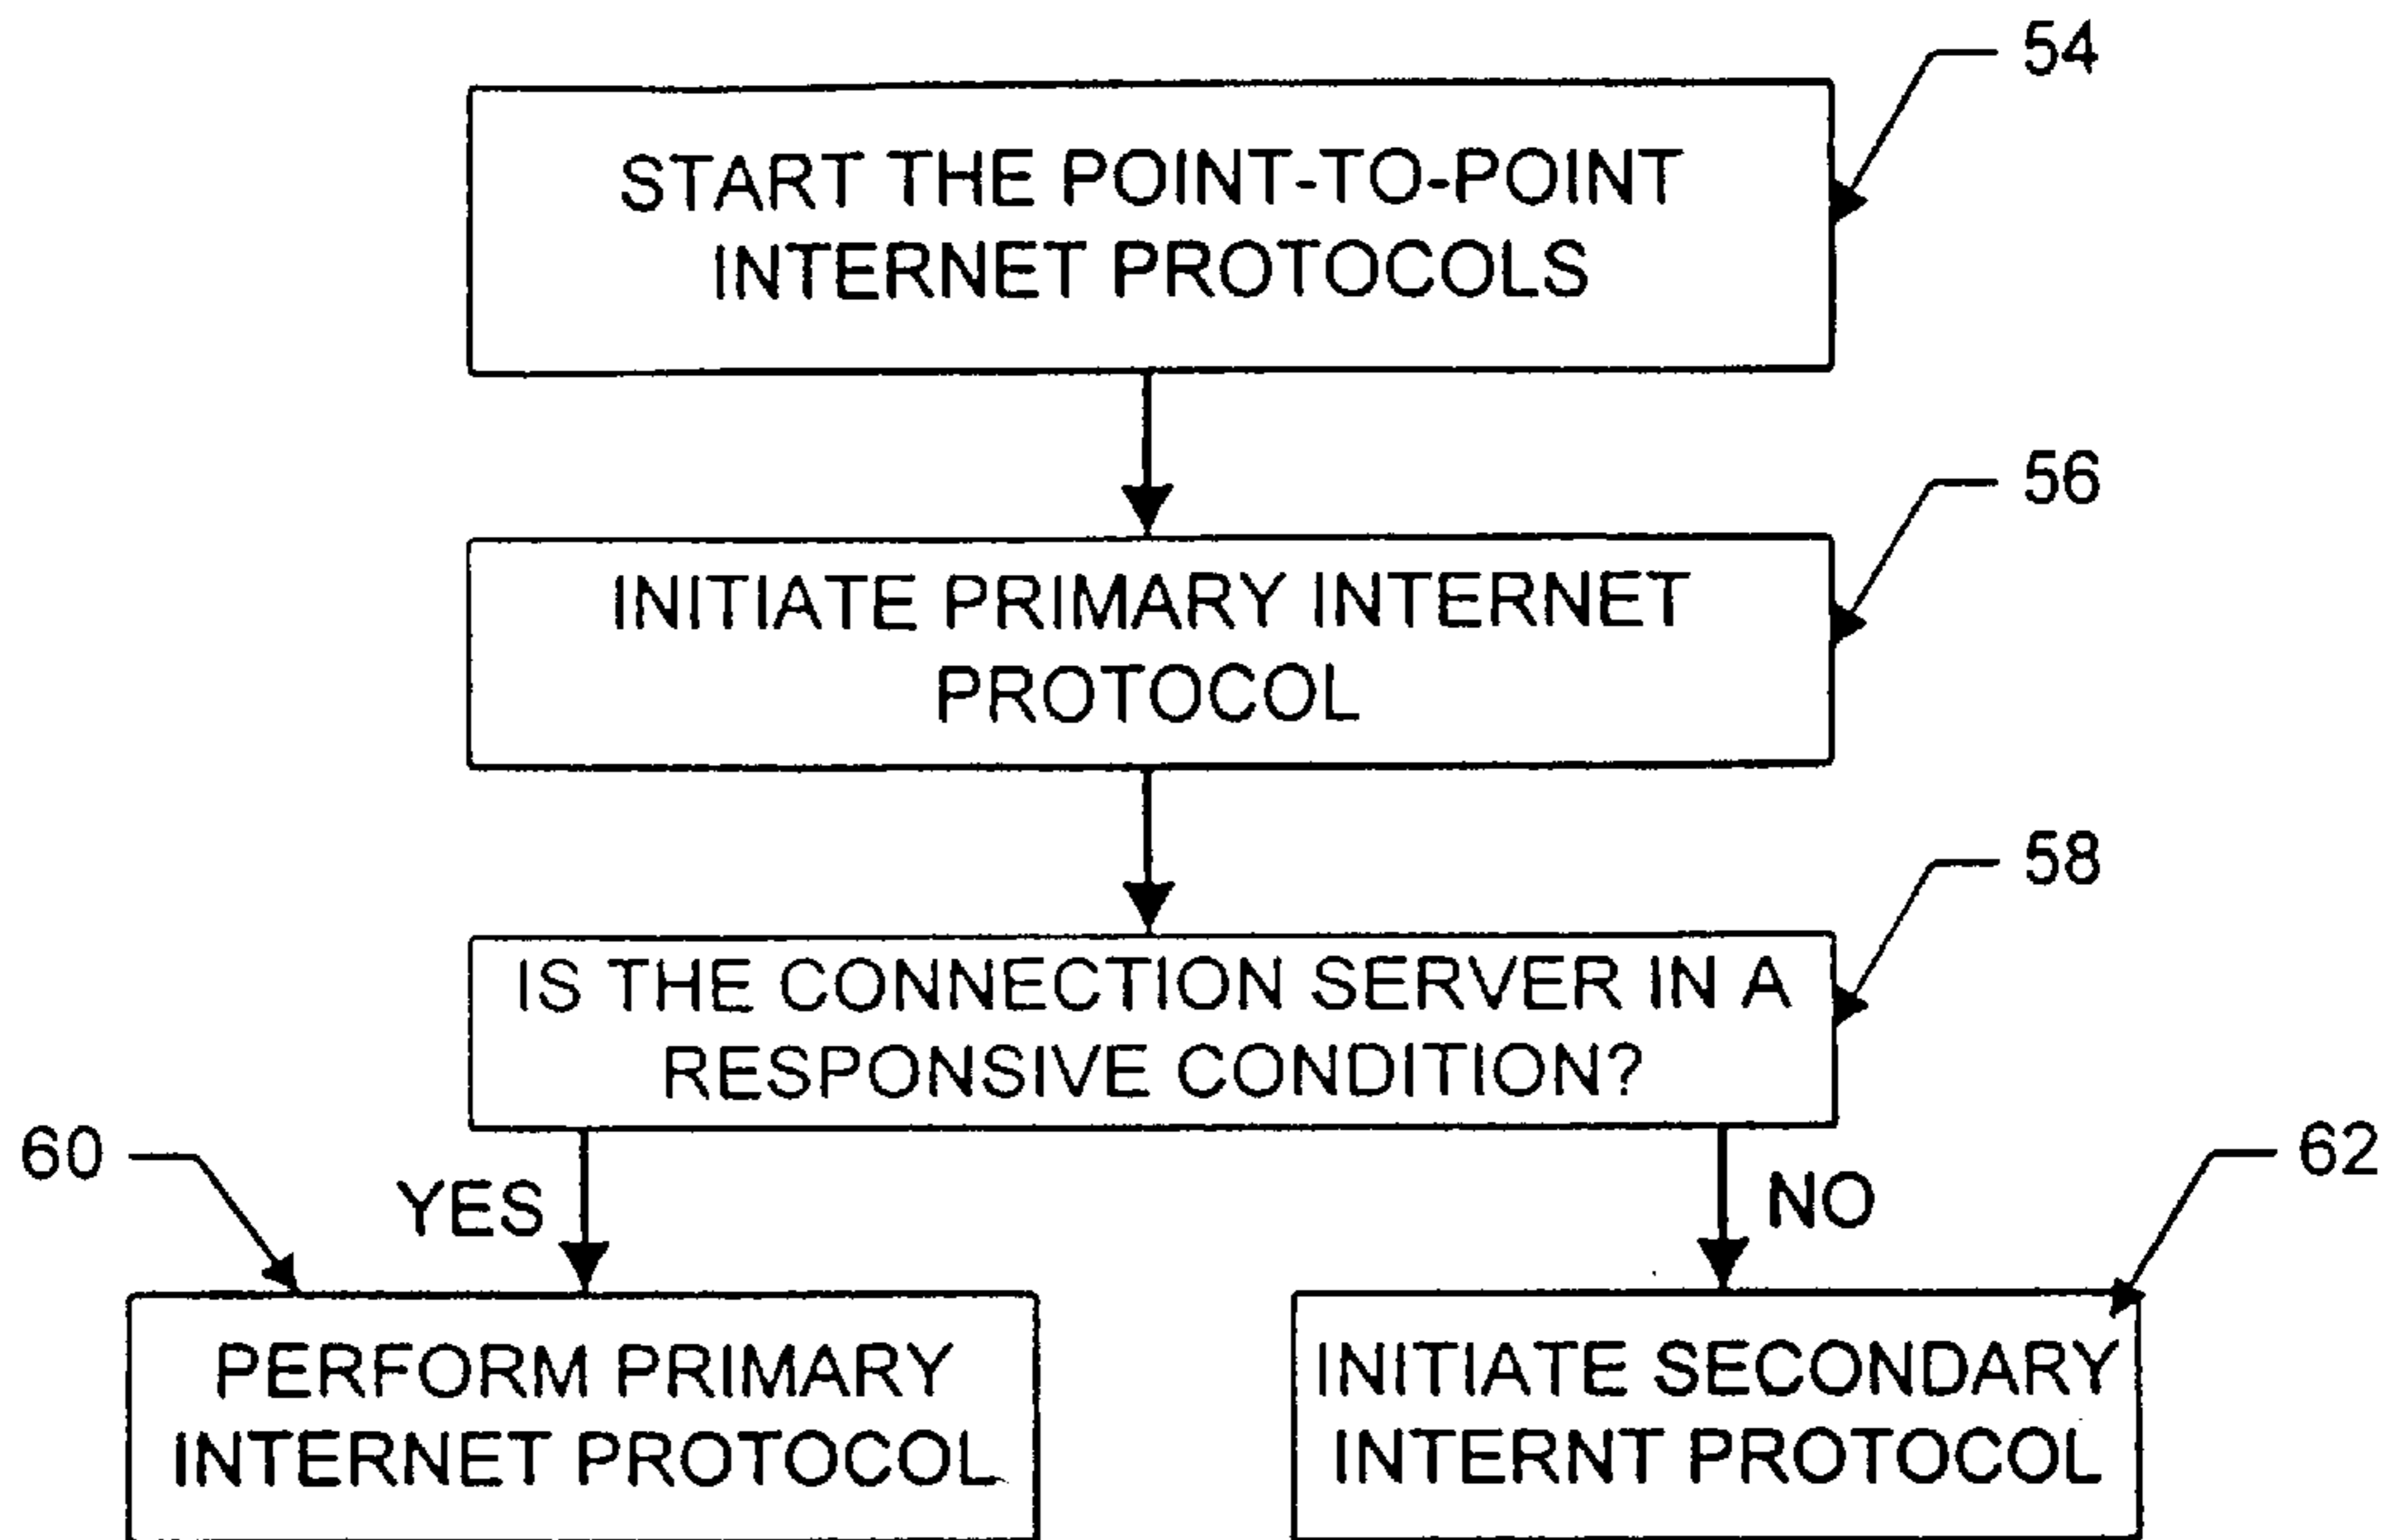 54
START THE POINT-TO-POINT
INTERNET PROTOCOLS
56
INITIATE PRIMARY INTERNET
PROTOCOL
58
IS THE CONNECTION SERVER IN A
RESPONSIVE CONDITION?
60
YES
NO
62
PERFORM PRIMARY
INTERNET PROTOCOL
INITIATE SECONDARY
INTERNT PROTOCOL